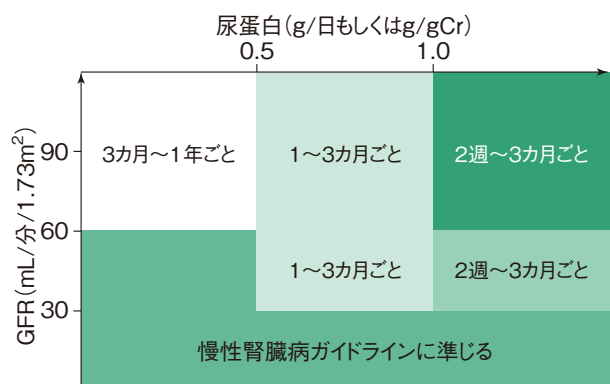 尿蛋白(g/日もしくはg/gCr)
0.5 1.0
GFR(mL/分/1.73m²)
90
60
30
3カ月〜1年ごと
1〜3カ月ごと
2週〜3カ月ごと
1〜3カ月ごと
2週〜3カ月ごと
慢性腎臓病ガイドラインに準じる